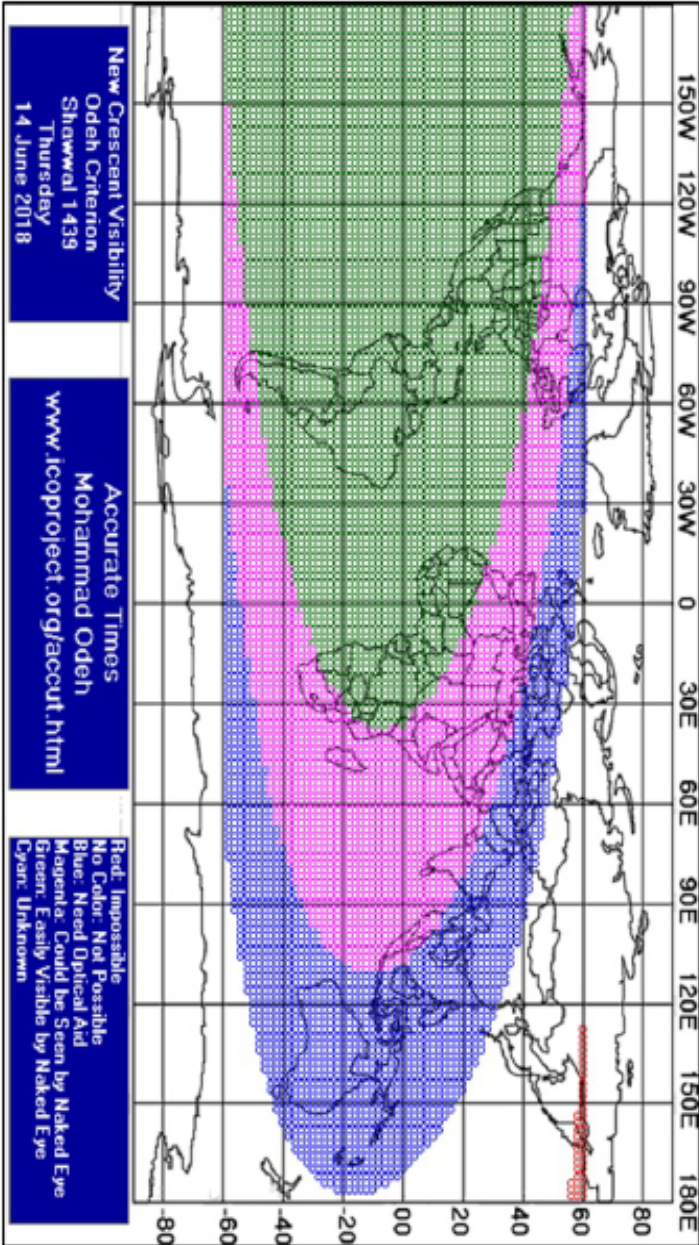 150W 120W 90W 60W 30W 0 30E 60E 90E 120E 150E 180E
80
60
40
20
00
-20
-40
-60
-80
New Crescent Visibility
Odeh Criterion
Shawwal 1439
Thursday
14 June 2018
Accurate Times
Mohammad Odeh
www.icoproject.org/accut.html
Red: Impossible
No Color: Not Possible
Blue: Need Optical Aid
Magenta: Could be Seen by Naked Eye
Green: Easily Visible by Naked Eye
Cyan: Unknown